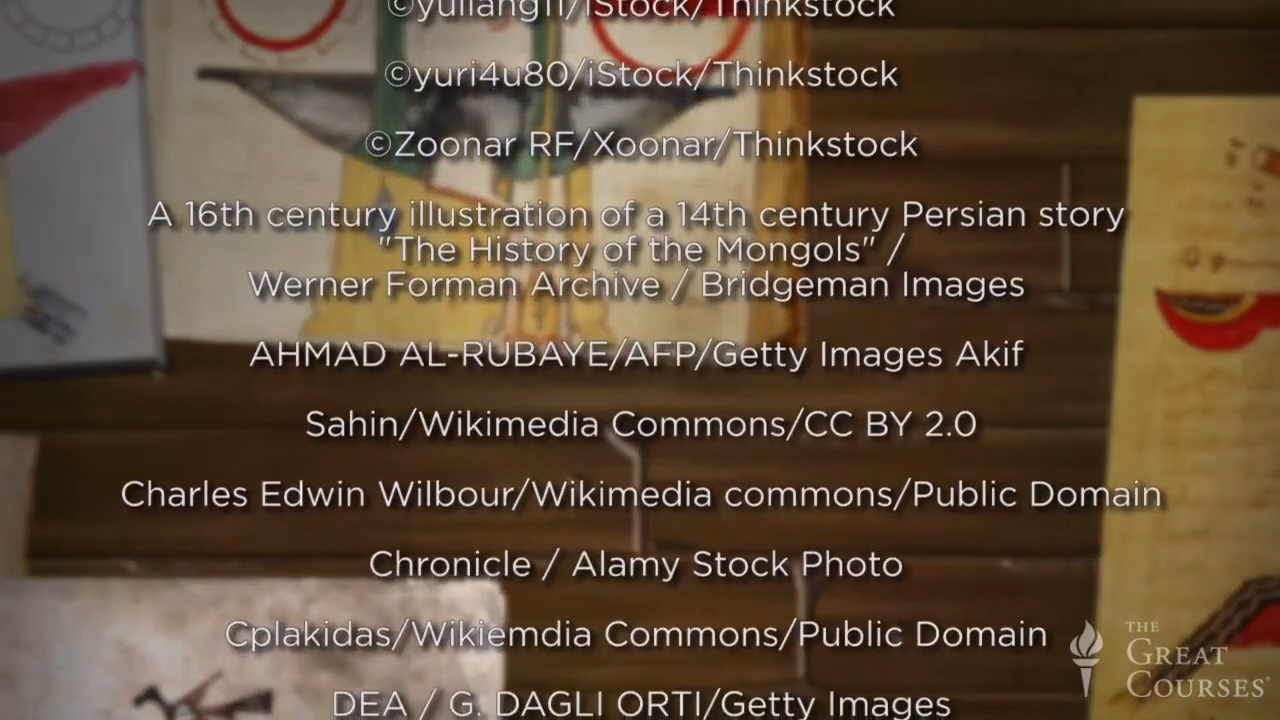 ©yuliang11/iStock/Thinkstock
©yuri4u80/iStock/Thinkstock
©Zoonar RF/Xoonar/Thinkstock
A 16th century illustration of a 14th century Persian story
"The History of the Mongols" /
Werner Forman Archive / Bridgeman Images
AHMAD AL-RUBAYE/AFP/Getty Images Akif
Sahin/Wikimedia Commons/CC BY 2.0
Charles Edwin Wilbour/Wikimedia commons/Public Domain
Chronicle / Alamy Stock Photo
Cplakidas/Wikiemdia Commons/Public Domain
DEA / G. DAGLI ORTI/Getty Images
THE
GREAT
COURSES®